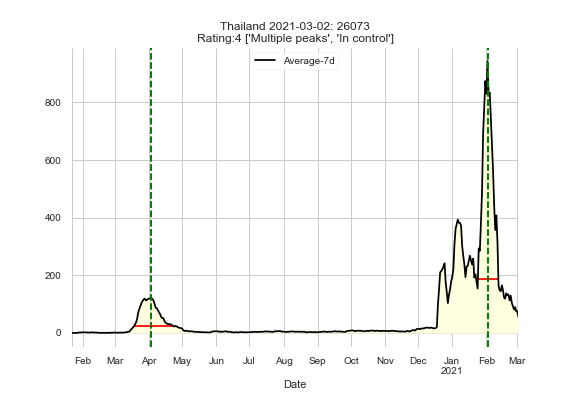 Thailand 2021-03-02: 26073
Rating:4 ['Multiple peaks', 'In control']
Average-7d
800
600
400
200
0
Feb Mar Apr May Jun Jul Aug Sep Oct Nov Dec Jan Feb Mar
2021
Date